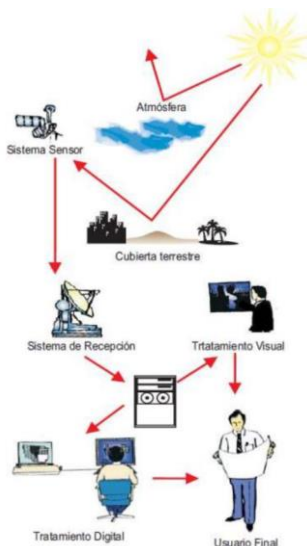 Atmósfera
Sistema Sensor
Cubierta terrestre
Sistema de Recepción
Trtatamiento Visual
Tratamiento Digital
Usuario Final